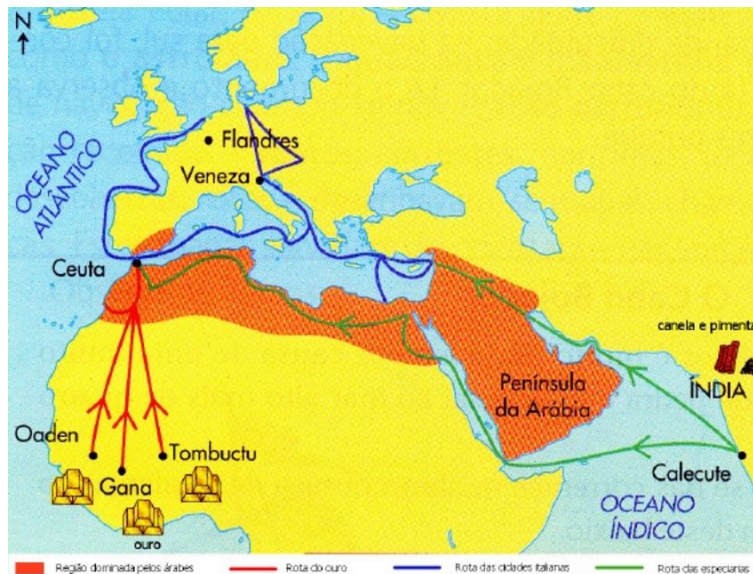 N
OCEANO
ATLÂNTICO
Flandres
Veneza
Ceuta
canela e pimenta
ÍNDIA
Península
da Arábia
Oaden
Tombuctu
Gana
ouro
Calecute
OCEANO
ÍNDICO
Região dominada pelos árabes
Rota do ouro
Rota das cidades italianas
Rota das especiarias